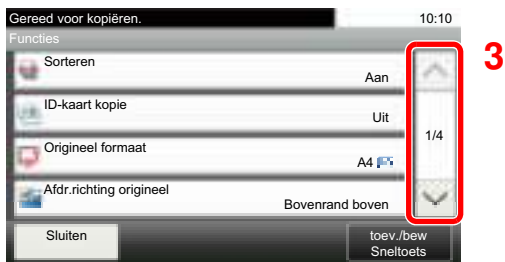 Gereed voor kopiëren. 10:10
Functies
Sorteren
Aan
ID-kaart kopie
Uit
Origineel formaat
A4
Afdr.richting origineel
Bovenrand boven
1/4
3
Sluiten
toev./bew
Sneltoets